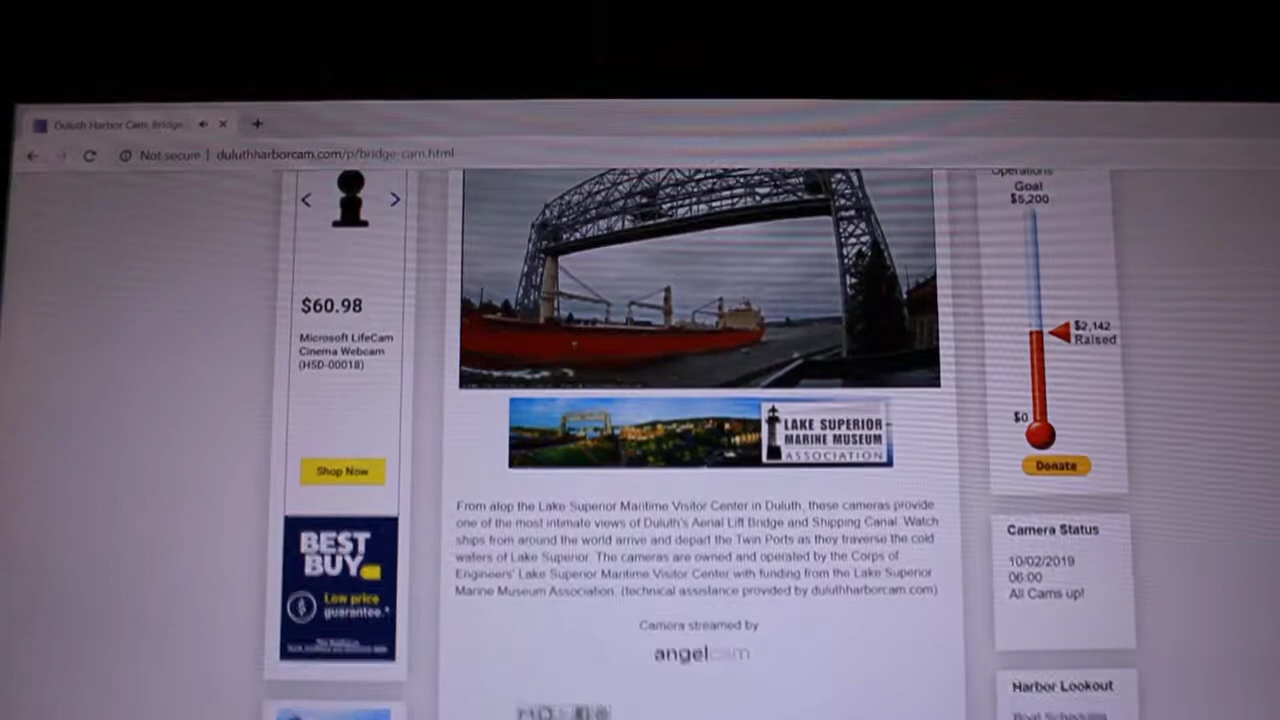 Duluth Harbor Cam: Bridge
Not secure | duluthharborcam.com/p/bridge-cam.html
$60.98
Microsoft LifeCam
Cinema Webcam
(H5D-00018)
Shop Now
BEST
BUY
Low price
guarantee.*
LAKE SUPERIOR
MARINE MUSEUM
ASSOCIATION
From atop the Lake Superior Maritime Visitor Center in Duluth, these cameras provide
one of the most intimate views of Duluth's Aerial Lift Bridge and Shipping Canal. Watch
ships from around the world arrive and depart the Twin Ports as they traverse the cold
waters of Lake Superior. The cameras are owned and operated by the Corps of
Engineers' Lake Superior Maritime Visitor Center with funding from the Lake Superior
Marine Museum Association. (technical assistance provided by duluthharborcam.com)
Camera streamed by
angelcam
Operations
Goal
$5,200
$2,142
Raised
$0
Donate
Camera Status
10/02/2019
06:00
All Cams up!
Harbor Lookout
Boat Schedules